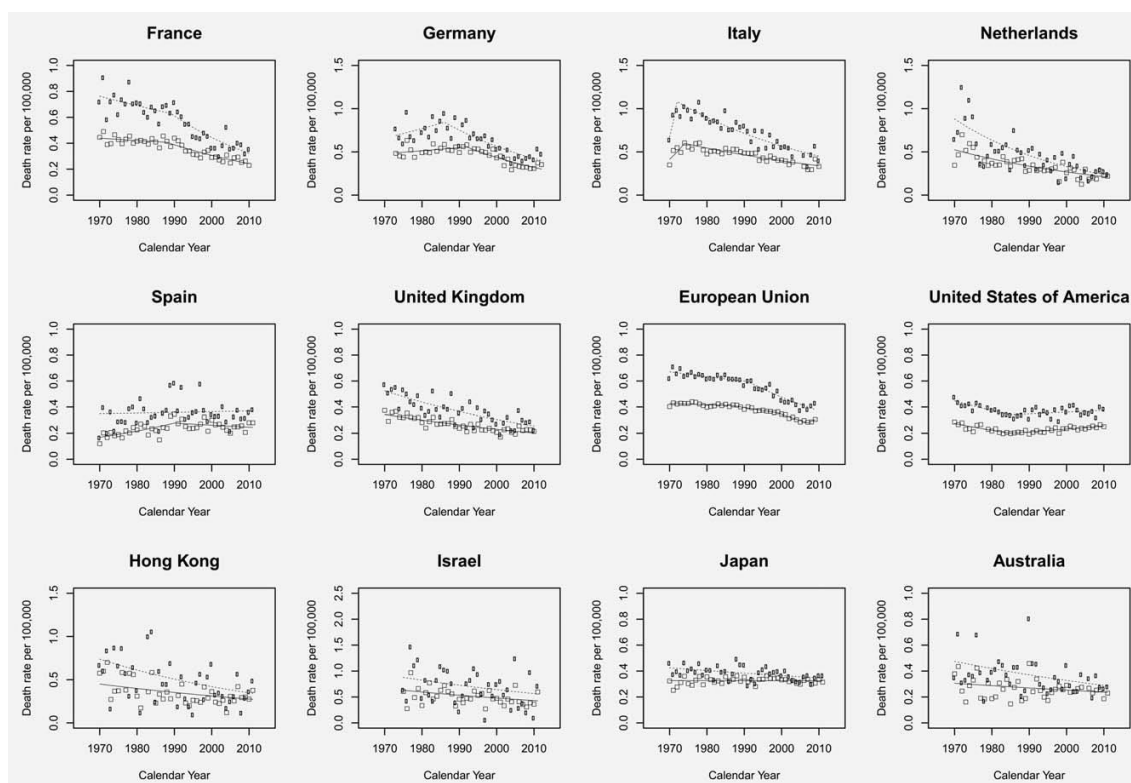 France
Death rate per 100,000
0.0 0.2 0.4 0.6 0.8 1.0
1970 1980 1990 2000 2010
Calendar Year
Germany
Death rate per 100,000
0.0 0.5 1.0 1.5
1970 1980 1990 2000 2010
Calendar Year
Italy
Death rate per 100,000
0.0 0.5 1.0 1.5
1970 1980 1990 2000 2010
Calendar Year
Netherlands
Death rate per 100,000
0.0 0.5 1.0 1.5
1970 1980 1990 2000 2010
Calendar Year
Spain
Death rate per 100,000
0.0 0.2 0.4 0.6 0.8 1.0
1970 1980 1990 2000 2010
Calendar Year
United Kingdom
Death rate per 100,000
0.0 0.2 0.4 0.6 0.8 1.0
1970 1980 1990 2000 2010
Calendar Year
European Union
Death rate per 100,000
0.0 0.2 0.4 0.6 0.8 1.0
1970 1980 1990 2000 2010
Calendar Year
United States of America
Death rate per 100,000
0.0 0.2 0.4 0.6 0.8 1.0
1970 1980 1990 2000 2010
Calendar Year
Hong Kong
Death rate per 100,000
0.0 0.5 1.0 1.5
1970 1980 1990 2000 2010
Calendar Year
Israel
Death rate per 100,000
0.0 0.5 1.0 1.5 2.0 2.5
1970 1980 1990 2000 2010
Calendar Year
Japan
Death rate per 100,000
0.0 0.2 0.4 0.6 0.8 1.0
1970 1980 1990 2000 2010
Calendar Year
Australia
Death rate per 100,000
0.0 0.2 0.4 0.6 0.8 1.0
1970 1980 1990 2000 2010
Calendar Year